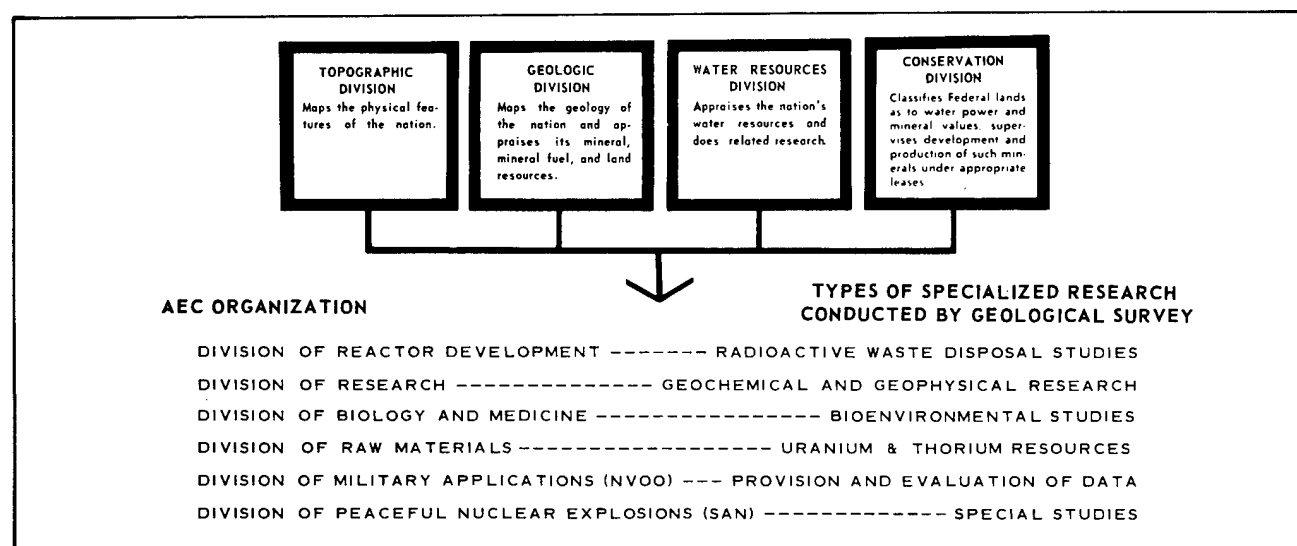 TOPOGRAPHIC
DIVISION
Maps the physical fea-
tures of the nation.
GEOLOGIC
DIVISION
Maps the geology of
the nation and ap-
praises its mineral,
mineral fuel, and land
resources.
WATER RESOURCES
DIVISION
Appraises the nation's
water resources and
does related research.
CONSERVATION
DIVISION
Classifies Federal lands
as to water power and
mineral values, super-
vises development and
production of such min-
erals under appropriate
leases
AEC ORGANIZATION
TYPES OF SPECIALIZED RESEARCH
CONDUCTED BY GEOLOGICAL SURVEY
DIVISION OF REACTOR DEVELOPMENT ------- RADIOACTIVE WASTE DISPOSAL STUDIES
DIVISION OF RESEARCH -------------- GEOCHEMICAL AND GEOPHYSICAL RESEARCH
DIVISION OF BIOLOGY AND MEDICINE ---------------- BIOENVIRONMENTAL STUDIES
DIVISION OF RAW MATERIALS ------------------- URANIUM & THORIUM RESOURCES
DIVISION OF MILITARY APPLICATIONS (NVOO) --- PROVISION AND EVALUATION OF DATA
DIVISION OF PEACEFUL NUCLEAR EXPLOSIONS (SAN) ------------- SPECIAL STUDIES